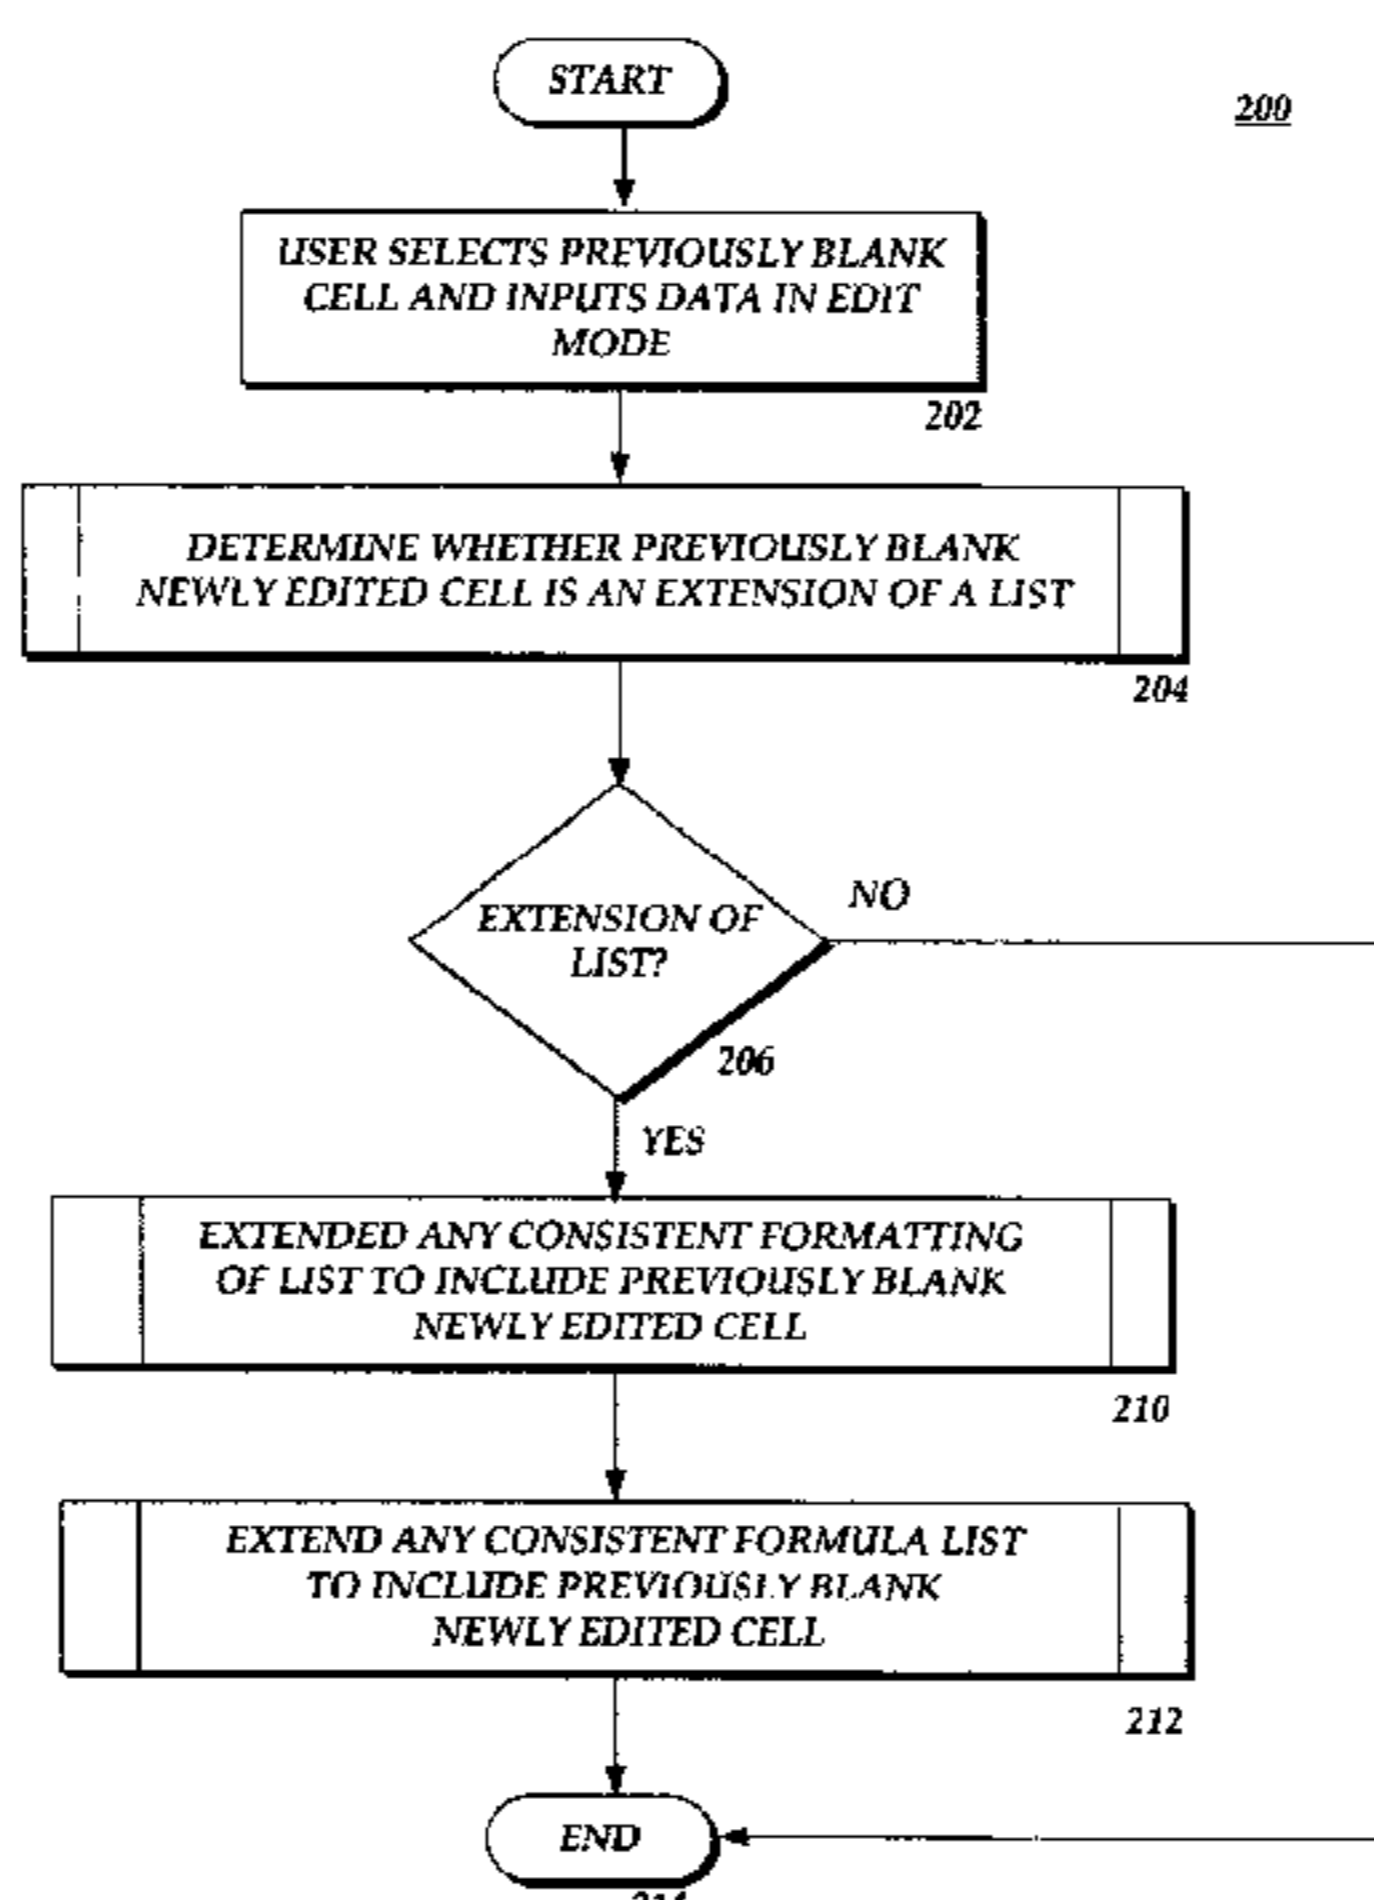 START
200
USER SELECTS PREVIOUSLY BLANK
CELL AND INPUTS DATA IN EDIT
MODE
202
DETERMINE WHETHER PREVIOUSLY BLANK
NEWLY EDITED CELL IS AN EXTENSION OF A LIST
204
EXTENSION OF
LIST?
NO
206
YES
EXTENDED ANY CONSISTENT FORMATTING
OF LIST TO INCLUDE PREVIOUSLY BLANK
NEWLY EDITED CELL
210
EXTEND ANY CONSISTENT FORMULA LIST
TO INCLUDE PREVIOUSLY BLANK
NEWLY EDITED CELL
212
END